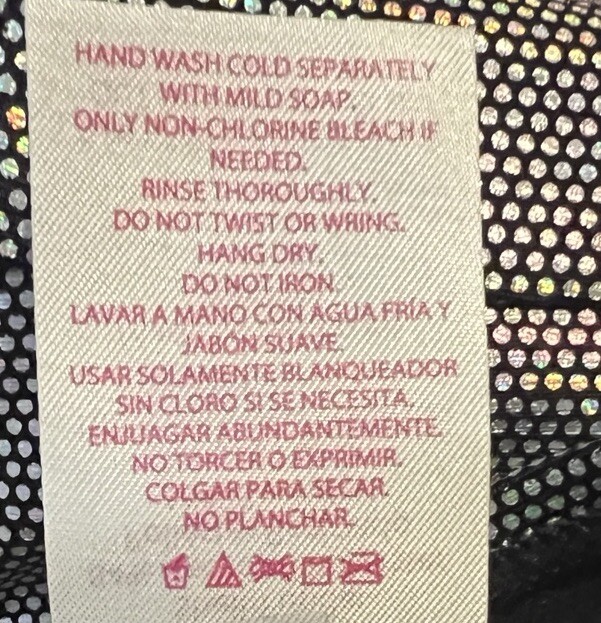 HAND WASH COLD SEPARATELY
WITH MILD SOAP.
ONLY NON-CHLORINE BLEACH IF
NEEDED.
RINSE THOROUGHLY.
DO NOT TWIST OR WRING.
HANG DRY.
DO NOT IRON.
LAVAR A MANO CON AGUA FRÍA Y
JABÓN SUAVE.
USAR SOLAMENTE BLANQUEADOR
SIN CLORO SI SE NECESITA.
ENJUAGAR ABUNDANTEMENTE.
NO TORCER O EXPRIMIR.
COLGAR PARA SECAR.
NO PLANCHAR.